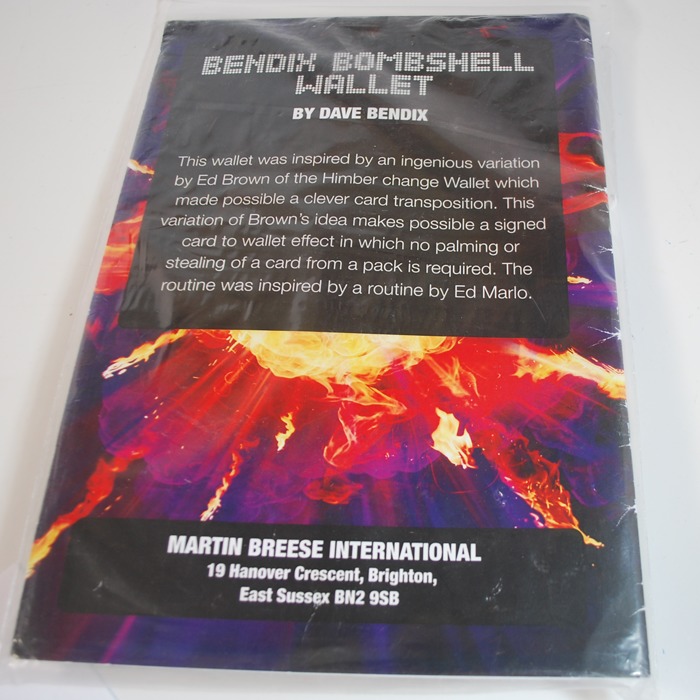 BENDIX BOMBSHELL
WALLET
BY DAVE BENDIX
This wallet was inspired by an ingenious variation
by Ed Brown of the Himber change Wallet which
made possible a clever card transposition. This
variation of Brown's idea makes possible a signed
card to wallet effect in which no palming or
stealing of a card from a pack is required. The
routine was inspired by a routine by Ed Marlo.
MARTIN BREESE INTERNATIONAL
19 Hanover Crescent, Brighton,
East Sussex BN2 9SB